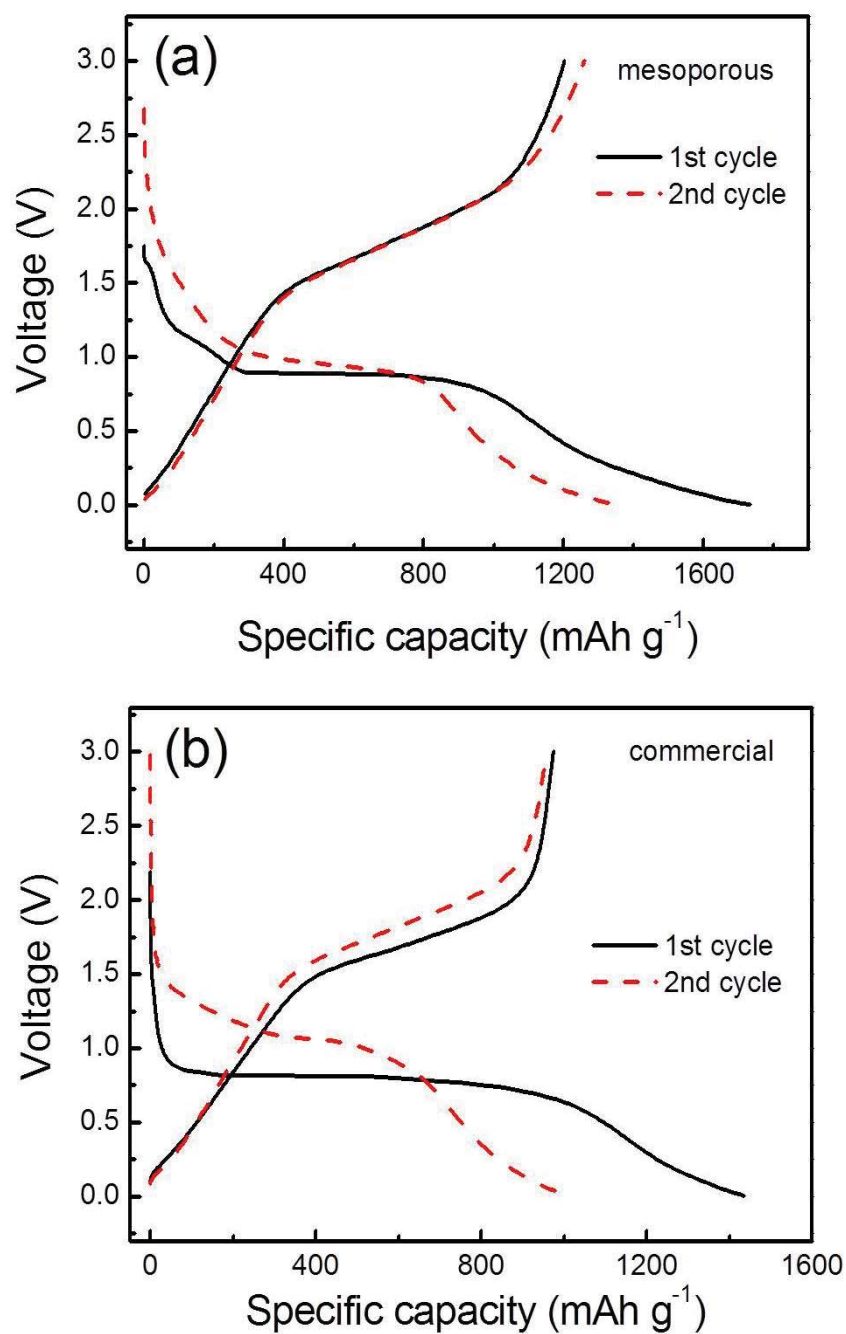 (a)
mesoporous
1st cycle
2nd cycle
3.0
2.5
2.0
1.5
1.0
0.5
0.0
Voltage (V)
0 400 800 1200 1600
Specific capacity (mAh g⁻¹)
(b)
commercial
1st cycle
2nd cycle
3.0
2.5
2.0
1.5
1.0
0.5
0.0
Voltage (V)
0 400 800 1200 1600
Specific capacity (mAh g⁻¹)